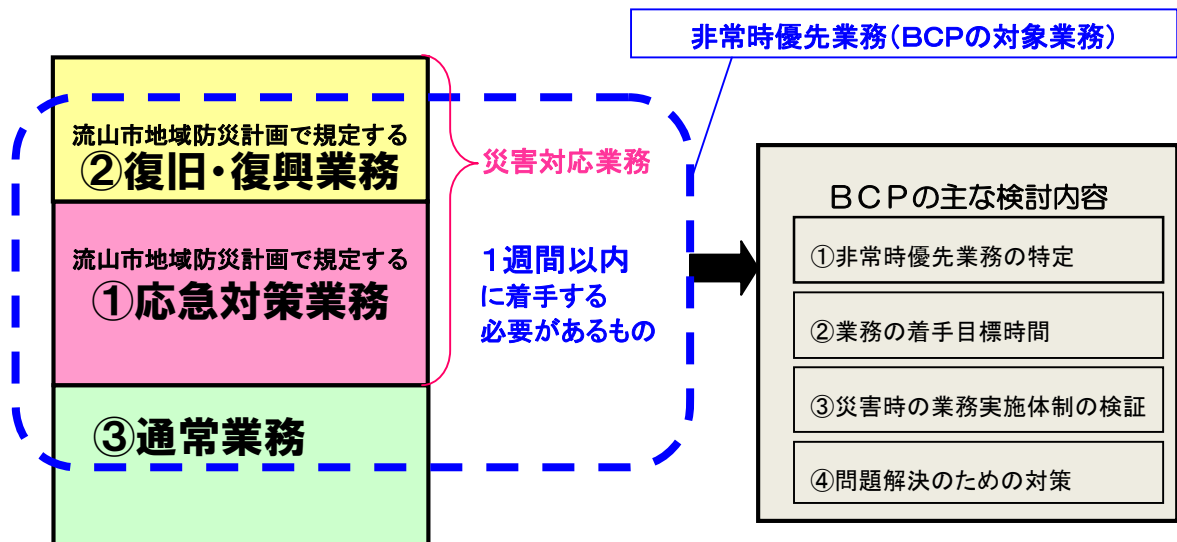 非常時優先業務(BCPの対象業務)
流山市地域防災計画で規定する
②復旧・復興業務
災害対応業務
流山市地域防災計画で規定する
①応急対策業務
1週間以内
に着手する
必要があるもの
③通常業務
BCPの主な検討内容
①非常時優先業務の特定
②業務の着手目標時間
③災害時の業務実施体制の検証
④問題解決のための対策